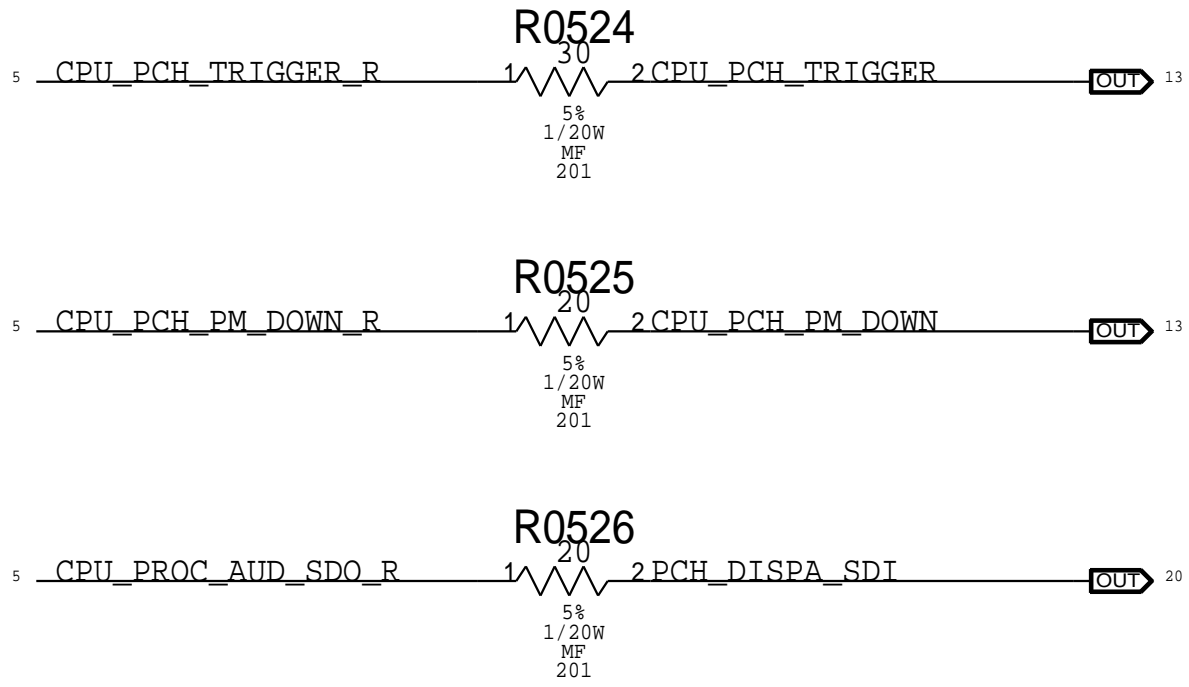 R0524
30
5 CPU_PCH_TRIGGER_R 1 2 CPU_PCH_TRIGGER OUT 13
5%
1/20W
MF
201
R0525
20
5 CPU_PCH_PM_DOWN_R 1 2 CPU_PCH_PM_DOWN OUT 13
5%
1/20W
MF
201
R0526
20
5 CPU_PROC_AUD_SDO_R 1 2 PCH_DISPA_SDI OUT 20
5%
1/20W
MF
201